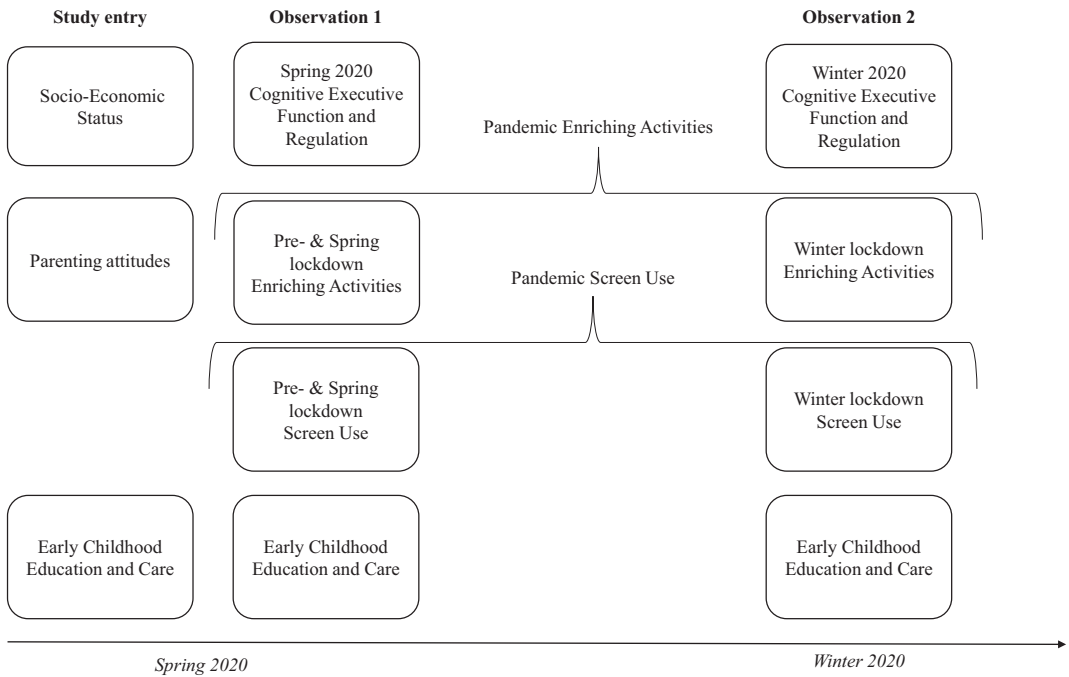 Study entry
Observation 1
Observation 2
Socio-Economic
Status
Spring 2020
Cognitive Executive
Function and
Regulation
Pandemic Enriching Activities
Winter 2020
Cognitive Executive
Function and
Regulation
Parenting attitudes
Pre- & Spring
lockdown
Enriching Activities
Pandemic Screen Use
Winter lockdown
Enriching Activities
Pre- & Spring
lockdown
Screen Use
Winter lockdown
Screen Use
Early Childhood
Education and Care
Early Childhood
Education and Care
Early Childhood
Education and Care
Spring 2020
Winter 2020